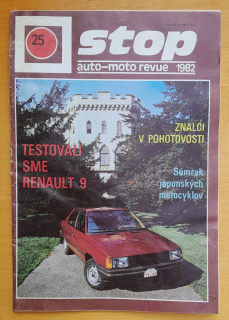 25
stop
auto-moto revue 1982
ZNALCI
V POHOTOVOSTI
TESTOVALI
SME
RENAULT 9
Súmrak
japonských
motocyklov